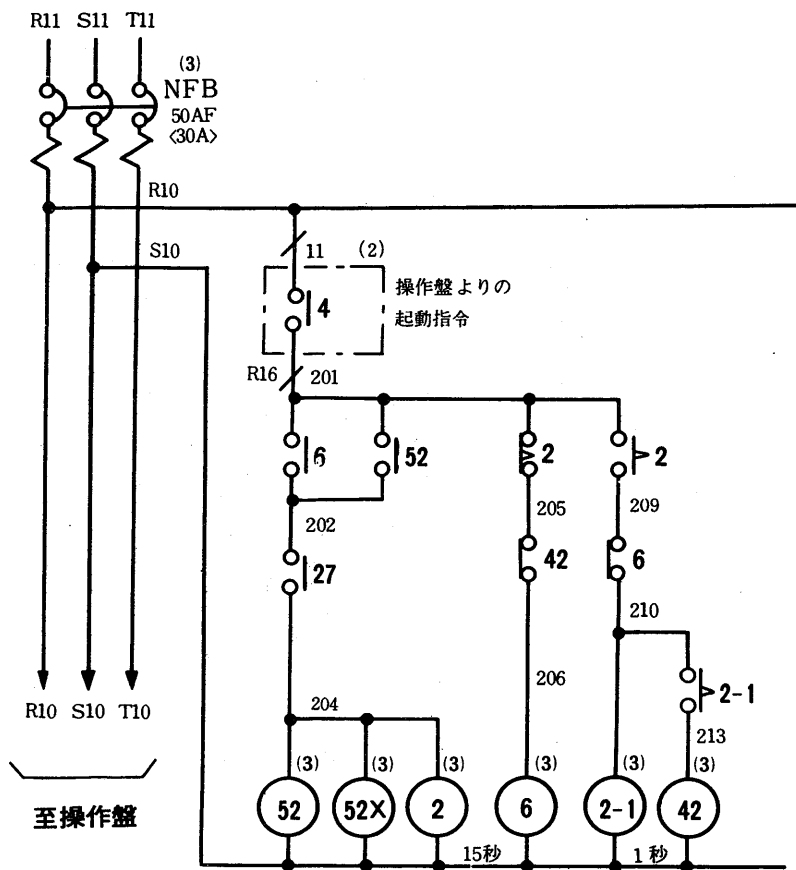 R11 S11 T11
(3)
NFB
50AF
〈30A〉
R10
S10
11 (2)
4
操作盤よりの
起動指令
R16 201
6 52 2 2
202 205 209
27 42 6
210
206
2-1
204
213
R10 S10 T10
(3) (3) (3) (3) (3) (3)
52 52X 2 6 2-1 42
至操作盤
15秒 1秒